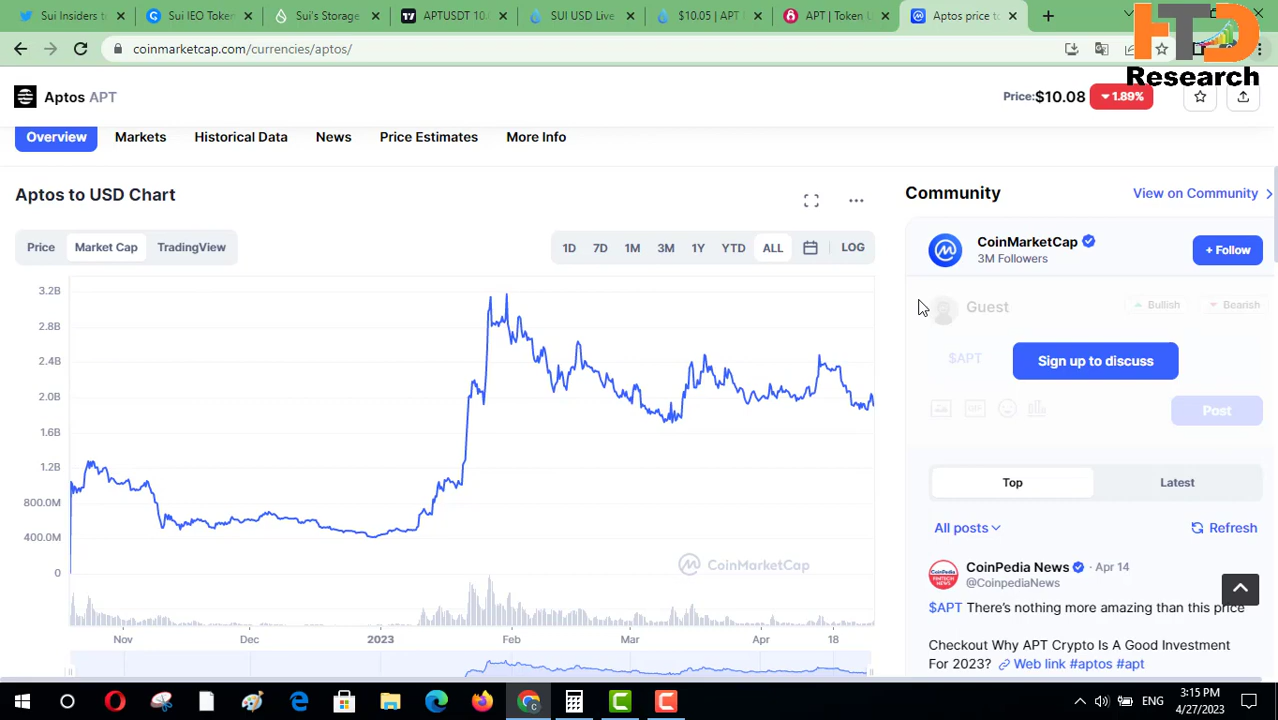 Sui Insiders t
Sui IEO Token
Sui's Storage
APTUSDT 10.
SUI USD Live
$10.05 | APT
APT | Token U
Aptos price to
coinmarketcap.com/currencies/aptos/
HTD
Research
Aptos APT
Price: $10.08
1.89%
Overview
Markets
Historical Data
News
Price Estimates
More Info
Aptos to USD Chart
Price
Market Cap
TradingView
1D
7D
1M
3M
1Y
YTD
ALL
LOG
3.2B
2.8B
2.4B
2.0B
1.6B
1.2B
800.0M
400.0M
0
CoinMarketCap
Nov
Dec
2023
Feb
Mar
Apr
18
Community
View on Community
CoinMarketCap
3M Followers
+ Follow
Guest
Bullish
Bearish
$APT
Sign up to discuss
GIF
Post
Top
Latest
All posts
Refresh
CoinPedia News · Apr 14
@CoinpediaNews
$APT There's nothing more amazing than this price
Checkout Why APT Crypto Is A Good Investment
For 2023? Web link #aptos #apt
ENG
3:15 PM
4/27/2023